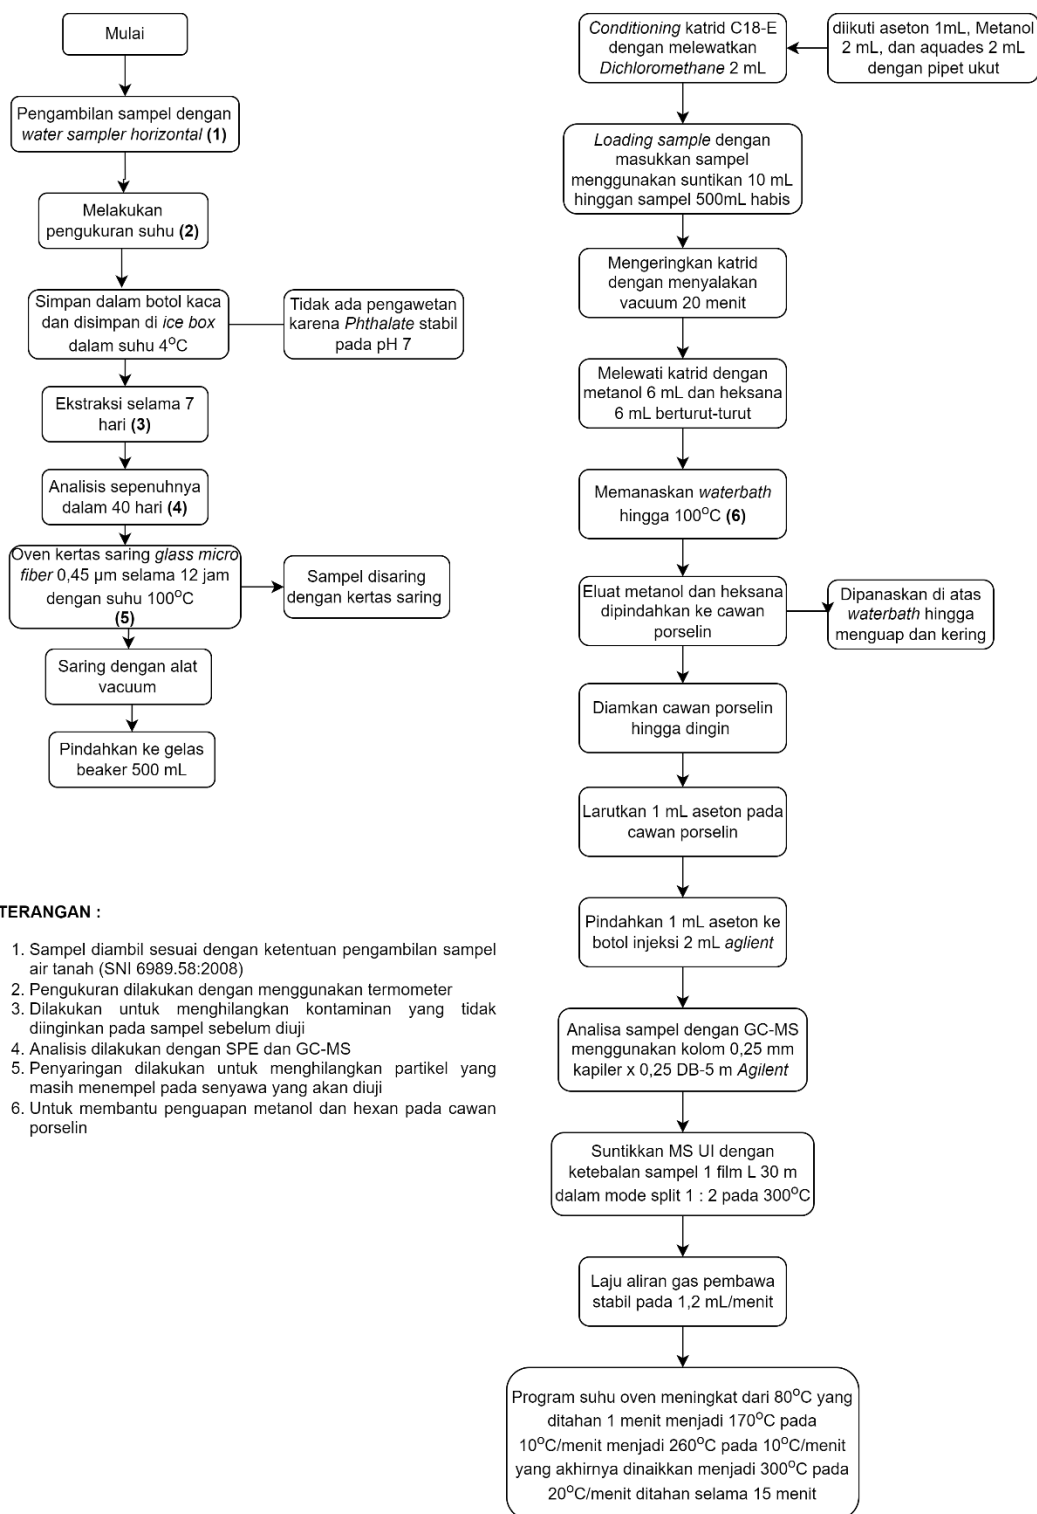 Mulai
Pengambilan sampel dengan
water sampler horizontal (1)
Melakukan
pengukuran suhu (2)
Simpan dalam botol kaca
dan disimpan di ice box
dalam suhu 4°C
Tidak ada pengawetan
karena Phthalate stabil
pada pH 7
Ekstraksi selama 7
hari (3)
Analisis sepenuhnya
dalam 40 hari (4)
Oven kertas saring glass micro
fiber 0,45 µm selama 12 jam
dengan suhu 100°C
(5)
Sampel disaring
dengan kertas saring
Saring dengan alat
vacuum
Pindahkan ke gelas
beaker 500 mL
TERANGAN :
1. Sampel diambil sesuai dengan ketentuan pengambilan sampel
air tanah (SNI 6989.58:2008)
2. Pengukuran dilakukan dengan menggunakan termometer
3. Dilakukan untuk menghilangkan kontaminan yang tidak
diinginkan pada sampel sebelum diuji
4. Analisis dilakukan dengan SPE dan GC-MS
5. Penyaringan dilakukan untuk menghilangkan partikel yang
masih menempel pada senyawa yang akan diuji
6. Untuk membantu penguapan metanol dan hexan pada cawan
porselin
Conditioning katrid C18-E
dengan melewatkan
Dichloromethane 2 mL
diikuti aseton 1mL, Metanol
2 mL, dan aquades 2 mL
dengan pipet ukut
Loading sample dengan
masukkan sampel
menggunakan suntikan 10 mL
hinggan sampel 500mL habis
Mengeringkan katrid
dengan menyalakan
vacuum 20 menit
Melewati katrid dengan
metanol 6 mL dan heksana
6 mL berturut-turut
Memanaskan waterbath
hingga 100°C (6)
Eluat metanol dan heksana
dipindahkan ke cawan
porselin
Dipanaskan di atas
waterbath hingga
menguap dan kering
Diamkan cawan porselin
hingga dingin
Larutkan 1 mL aseton pada
cawan porselin
Pindahkan 1 mL aseton ke
botol injeksi 2 mL aglient
Analisa sampel dengan GC-MS
menggunakan kolom 0,25 mm
kapiler x 0,25 DB-5 m Agilent
Suntikkan MS UI dengan
ketebalan sampel 1 film L 30 m
dalam mode split 1 : 2 pada 300°C
Laju aliran gas pembawa
stabil pada 1,2 mL/menit
Program suhu oven meningkat dari 80°C yang
ditahan 1 menit menjadi 170°C pada
10°C/menit menjadi 260°C pada 10°C/menit
yang akhirnya dinaikkan menjadi 300°C pada
20°C/menit ditahan selama 15 menit